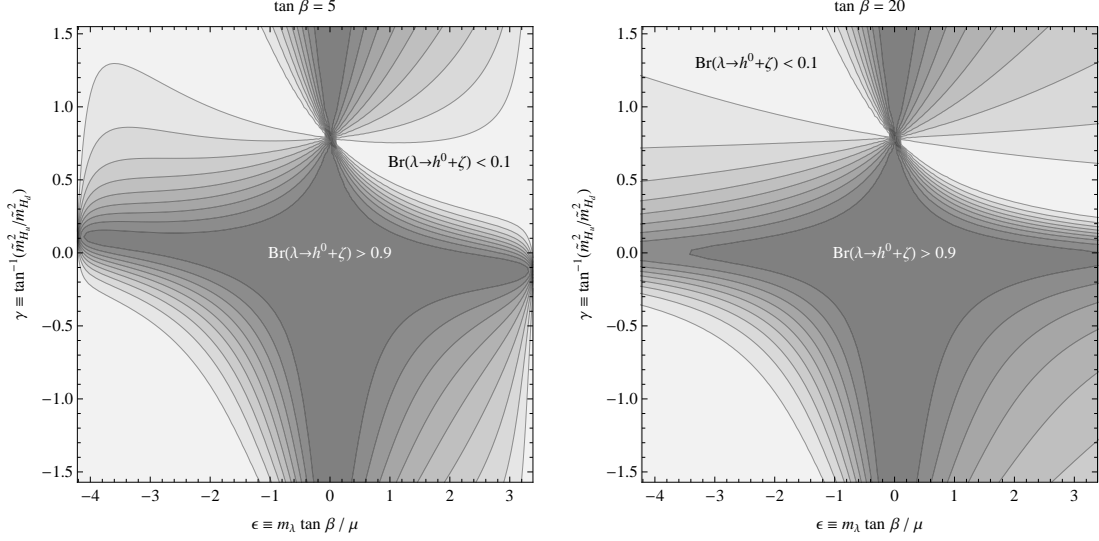 tan β = 5
1.5
1.0
0.5
0.0
−0.5
−1.0
−1.5
γ ≡ tan⁻¹(m̃²_{H_u}/m̃²_{H_d})
Br(λ→h⁰+ζ) < 0.1
Br(λ→h⁰+ζ) > 0.9
−4 −3 −2 −1 0 1 2 3
ϵ ≡ m_λ tan β / μ
tan β = 20
1.5
1.0
0.5
0.0
−0.5
−1.0
−1.5
γ ≡ tan⁻¹(m̃²_{H_u}/m̃²_{H_d})
Br(λ→h⁰+ζ) < 0.1
Br(λ→h⁰+ζ) > 0.9
−4 −3 −2 −1 0 1 2 3
ϵ ≡ m_λ tan β / μ